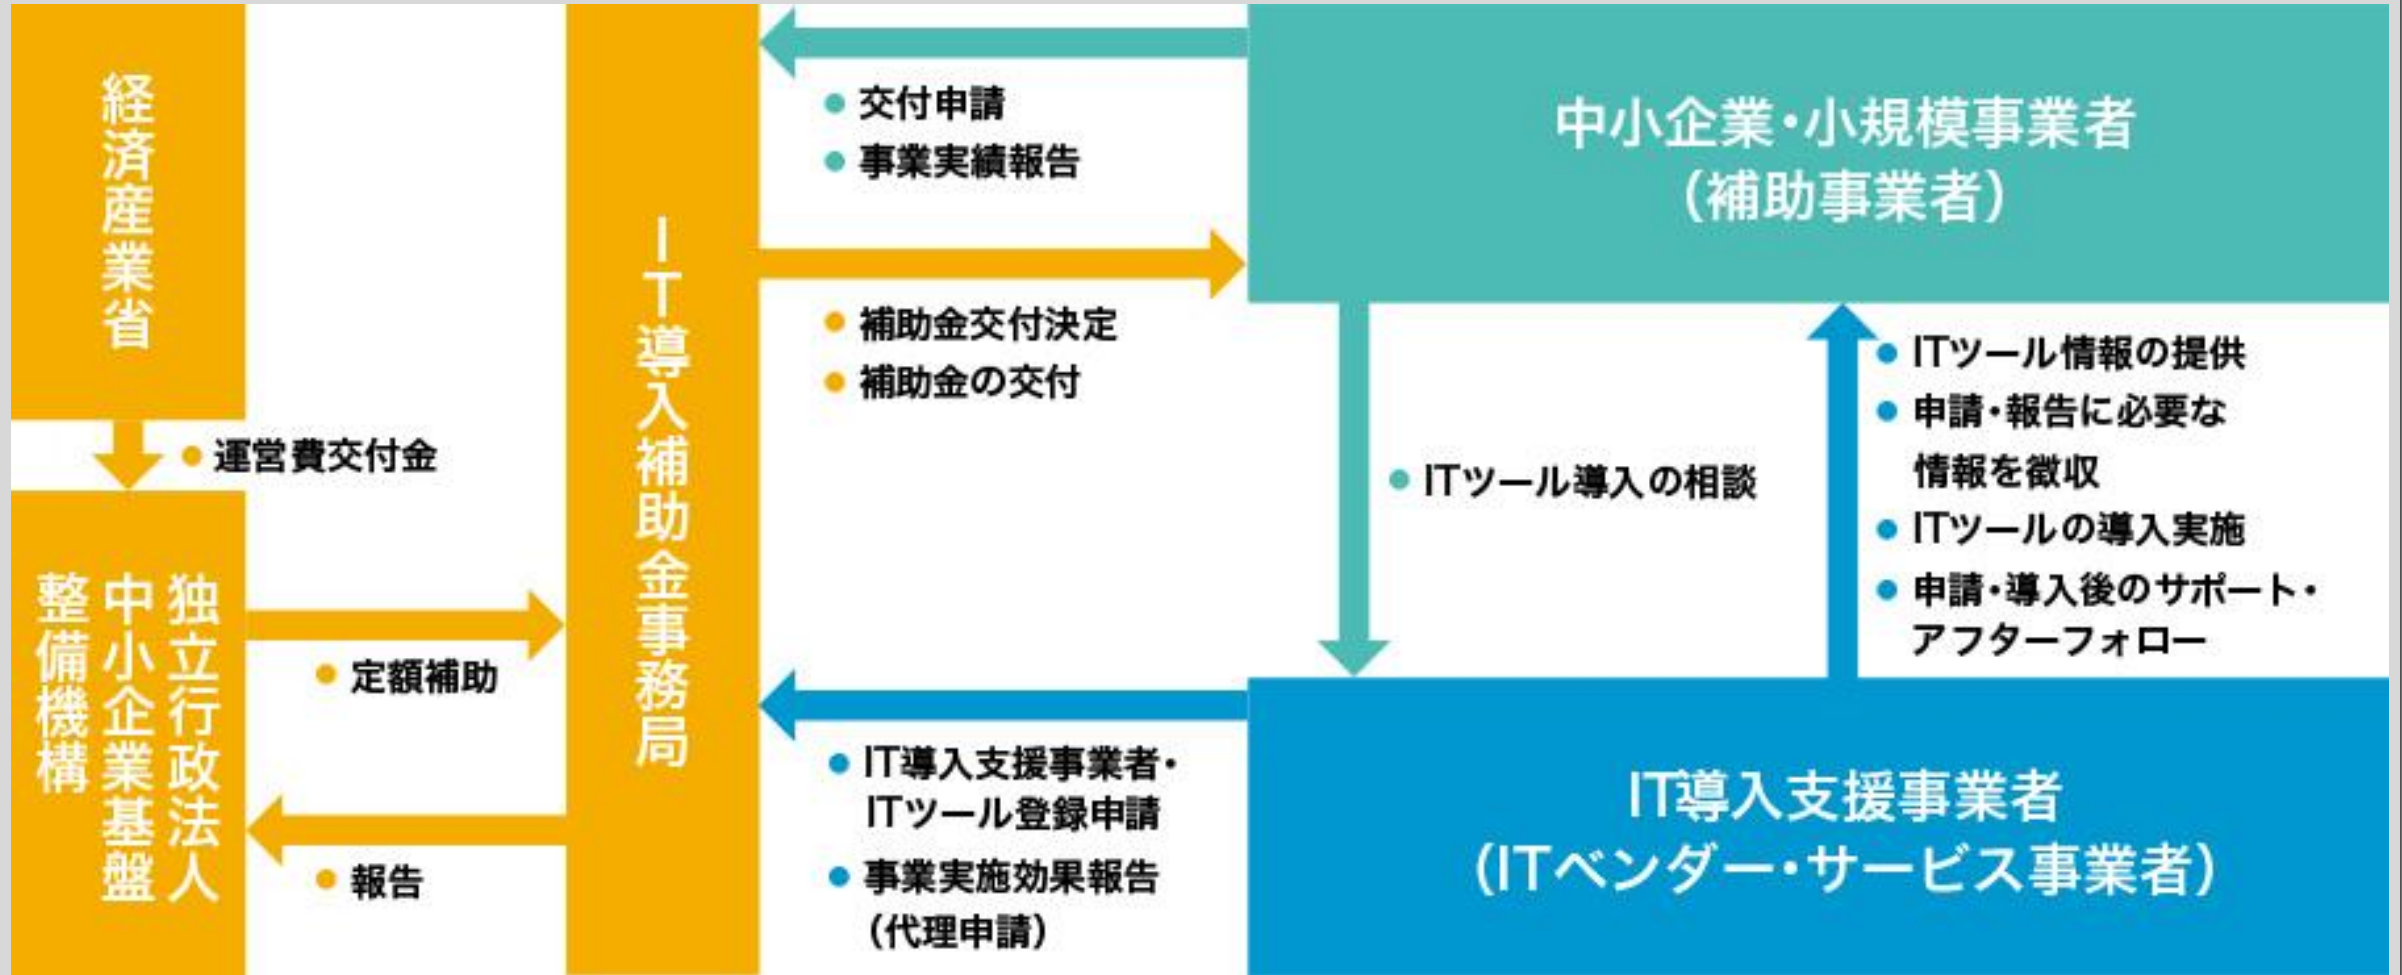 経済産業省
運営費交付金
独立行政法人
中小企業基盤
整備機構
定額補助
報告
IT導入補助金事務局
交付申請
事業実績報告
補助金交付決定
補助金の交付
IT導入支援事業者・
ITツール登録申請
事業実施効果報告
（代理申請）
中小企業・小規模事業者
（補助事業者）
ITツール導入の相談
ITツール情報の提供
申請・報告に必要な
情報を徴収
ITツールの導入実施
申請・導入後のサポート・
アフターフォロー
IT導入支援事業者
（ITベンダー・サービス事業者）